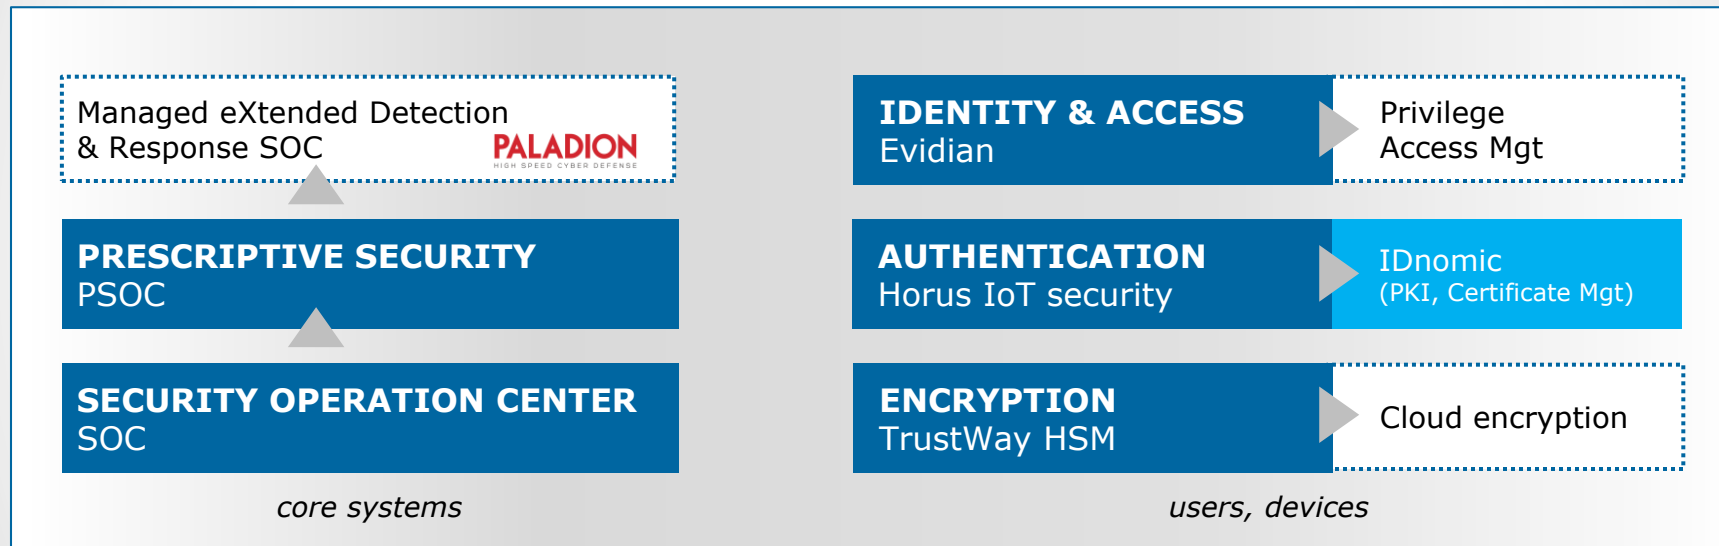 Managed eXtended Detection
& Response SOC
PALADION
HIGH SPEED CYBER DEFENSE
PRESCRIPTIVE SECURITY
PSOC
SECURITY OPERATION CENTER
SOC
core systems
IDENTITY & ACCESS
Evidian
Privilege
Access Mgt
AUTHENTICATION
Horus IoT security
IDnomic
(PKI, Certificate Mgt)
ENCRYPTION
TrustWay HSM
Cloud encryption
users, devices